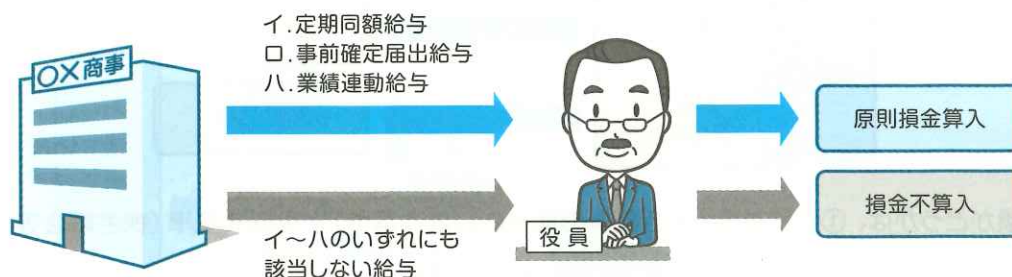 イ.定期同額給与
ロ.事前確定届出給与
ハ.業績連動給与
○×商事
原則損金算入
損金不算入
役員
イ～ハのいずれにも
該当しない給与